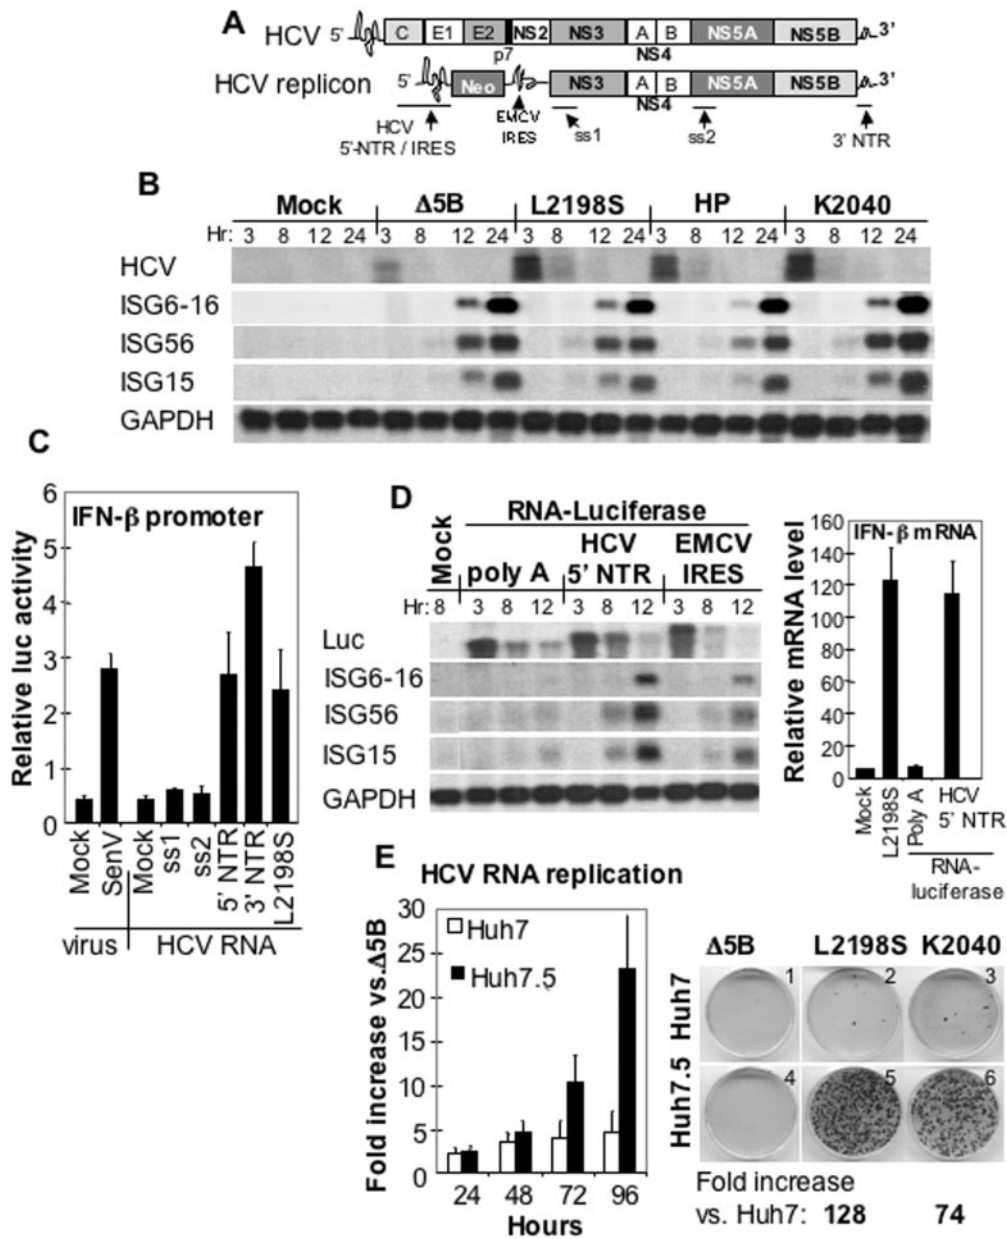 A
HCV 5' C E1 E2 NS2 NS3 A B NS5A NS5B 3'
p7 NS4
HCV replicon 5' Neo NS3 A B NS5A NS5B 3'
NS4
HCV
5'-NTR / IRES
EMCV
IRES
ss1
ss2
3' NTR
B
Mock Δ5B L2198S HP K2040
Hr: 3 8 12 24 3 8 12 24 3 8 12 24 3 8 12 24 3 8 12 24
HCV
ISG6-16
ISG56
ISG15
GAPDH
C
IFN-β promoter
Relative luc activity
6
5
4
3
2
1
0
Mock
SenV
Mock
ss1
ss2
5' NTR
3' NTR
L2198S
virus HCV RNA
D
RNA-Luciferase
Mock
poly A
HCV
5' NTR
EMCV
IRES
Hr: 8 3 8 12 3 8 12 3 8 12
Luc
ISG6-16
ISG56
ISG15
GAPDH
IFN- β m RNA
Relative mRNA level
160
140
120
100
80
60
40
20
0
Mock
L2198S
Poly A
HCV
5' NTR
RNA-
luciferase
E
HCV RNA replication
Fold increase vs.Δ5B
30
25
20
15
10
5
0
Huh7
Huh7.5
24 48 72 96
Hours
Δ5B L2198S K2040
Huh7
1 2 3
Huh7.5
4 5 6
Fold increase
vs. Huh7: 128 74